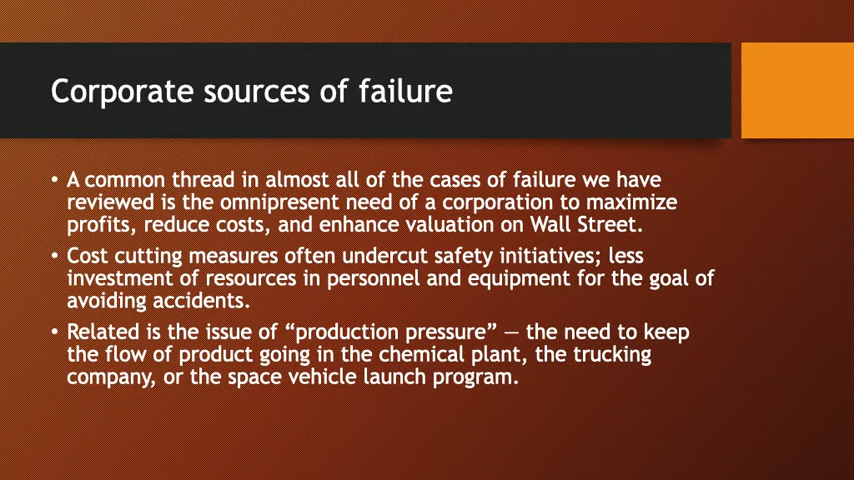 Corporate sources of failure
• A common thread in almost all of the cases of failure we have
reviewed is the omnipresent need of a corporation to maximize
profits, reduce costs, and enhance valuation on Wall Street.
• Cost cutting measures often undercut safety initiatives; less
investment of resources in personnel and equipment for the goal of
avoiding accidents.
• Related is the issue of “production pressure” — the need to keep
the flow of product going in the chemical plant, the trucking
company, or the space vehicle launch program.